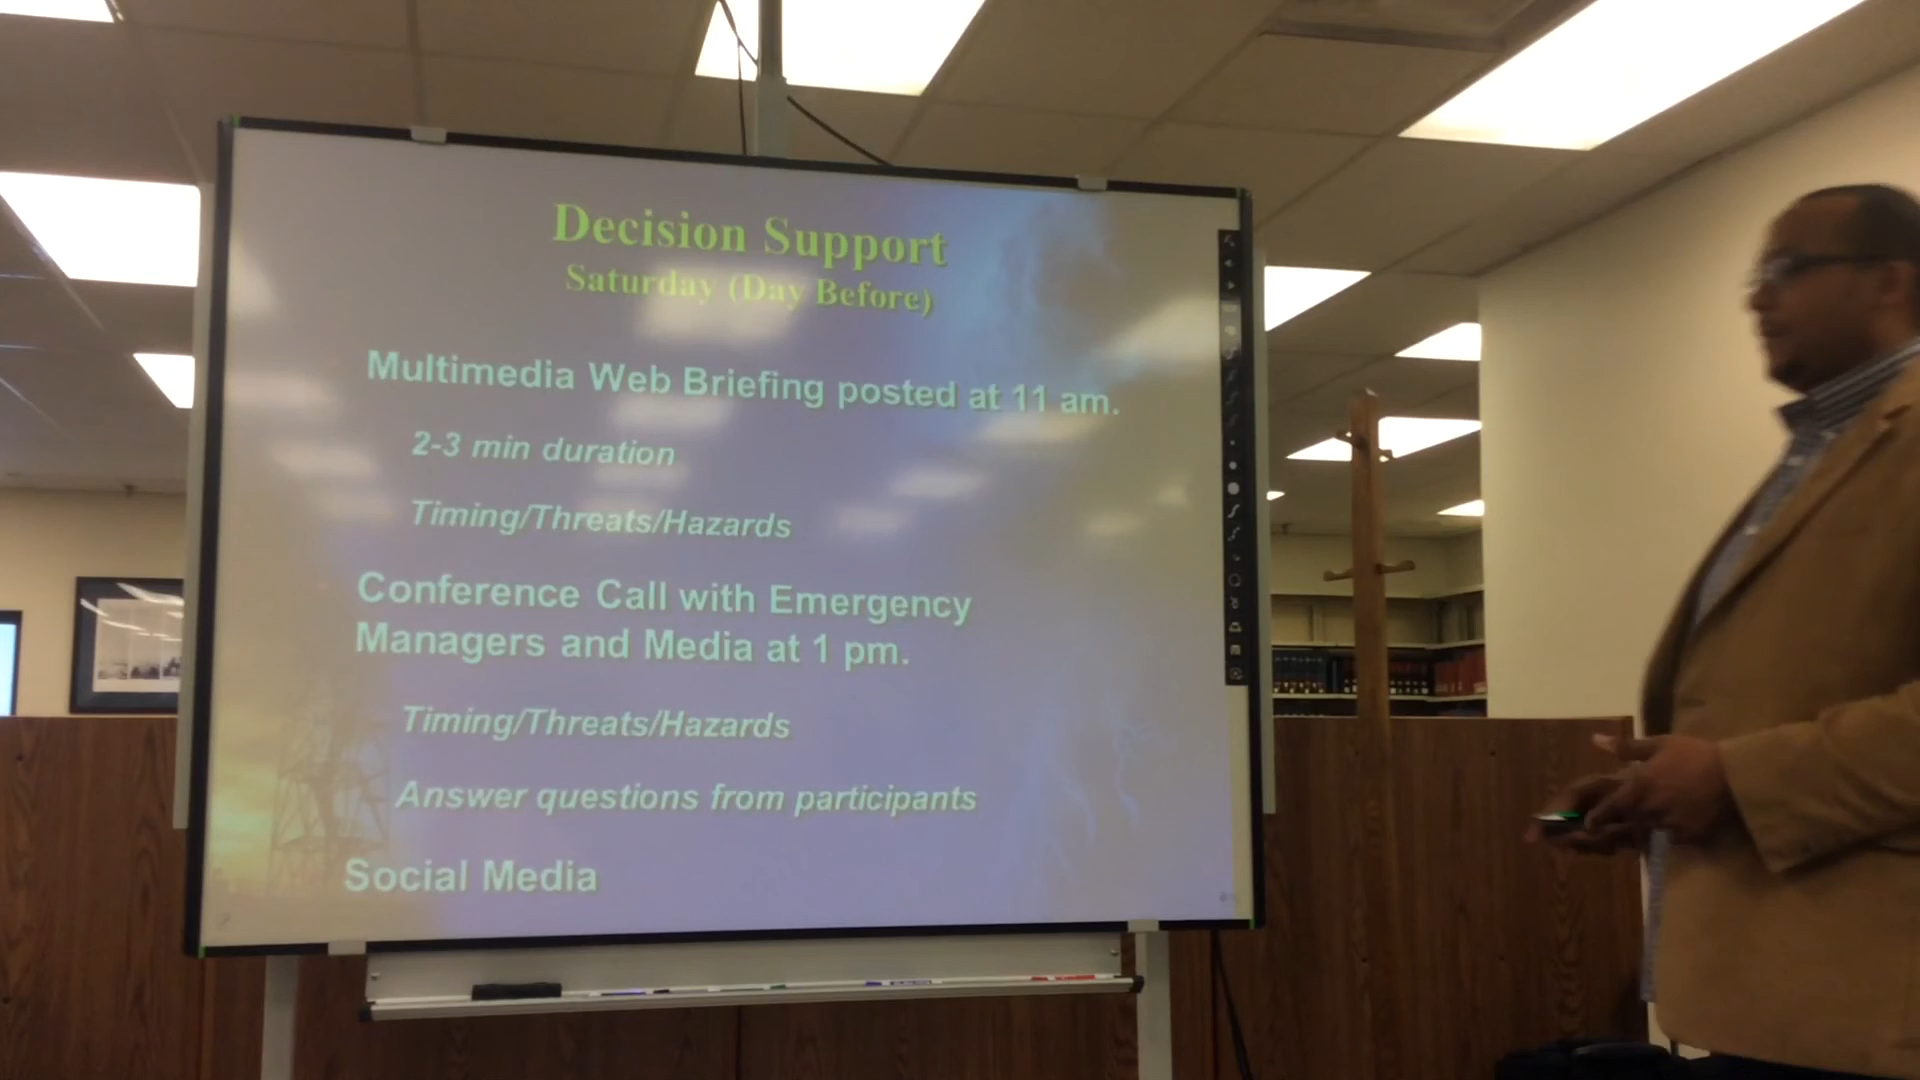 Decision Support
Saturday (Day Before)
Multimedia Web Briefing posted at 11 am.
2-3 min duration
Timing/Threats/Hazards
Conference Call with Emergency
Managers and Media at 1 pm.
Timing/Threats/Hazards
Answer questions from participants
Social Media